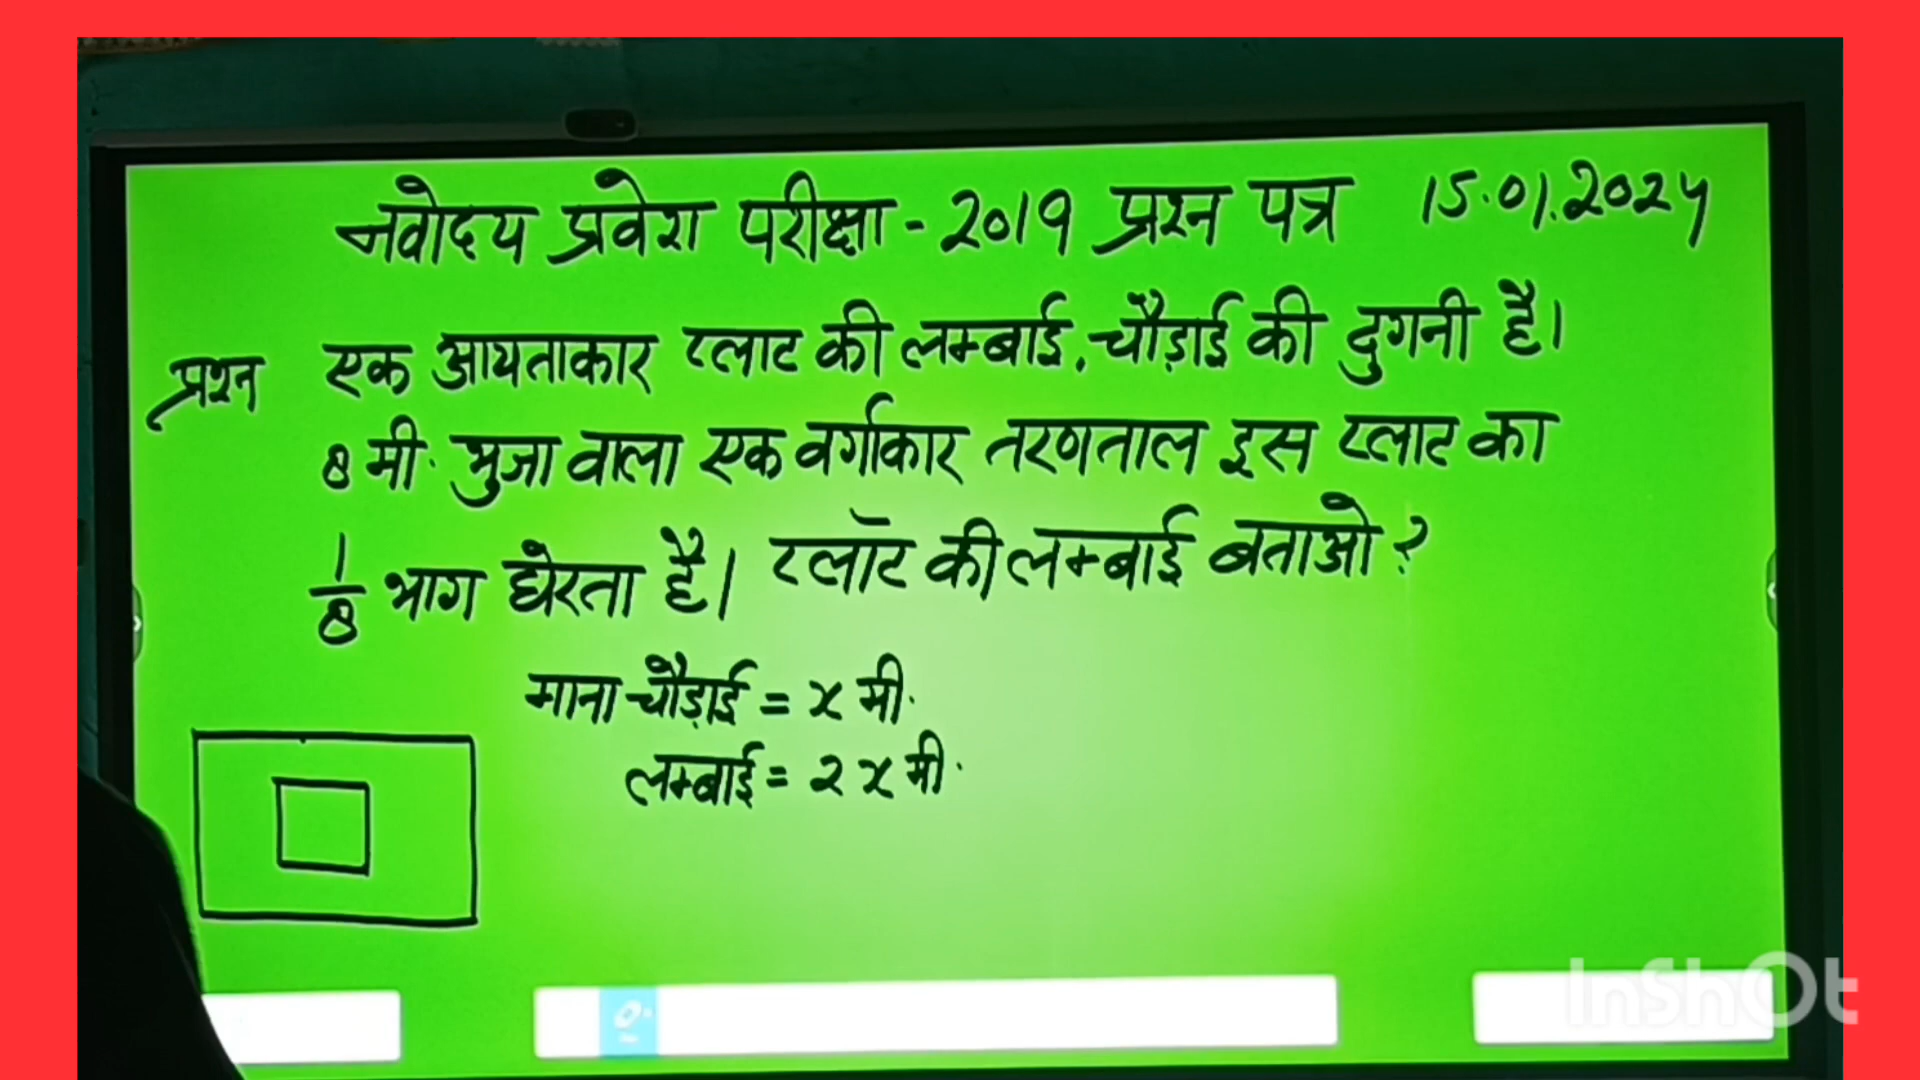 नवोदय प्रवेश परीक्षा - 2019 प्रश्न पत्र 15.01.2024
प्रश्न एक आयताकार प्लाट की लम्बाई, चौड़ाई की दुगनी है।
8 मी. भुजा वाला एक वर्गाकार तरणताल इस प्लाट का
1/8 भाग घेरता है। प्लॉट की लम्बाई बताओ ?
माना चौड़ाई = x मी.
लम्बाई = 2x मी.
InShOt